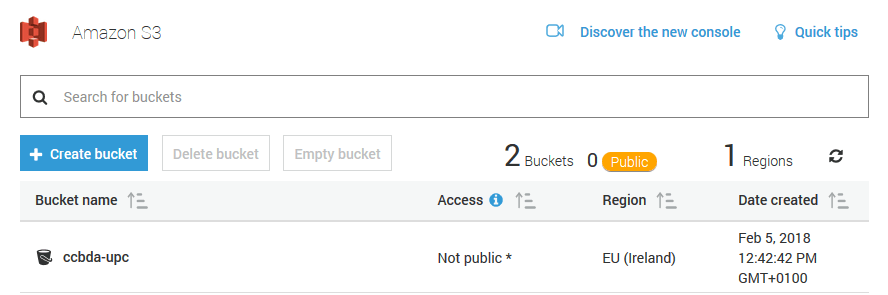 Amazon S3
Discover the new console
Quick tips
Search for buckets
+ Create bucket
Delete bucket
Empty bucket
2 Buckets
0 Public
1 Regions
Bucket name
Access
Region
Date created
ccbda-upc
Not public *
EU (Ireland)
Feb 5, 2018
12:42:42 PM
GMT+0100